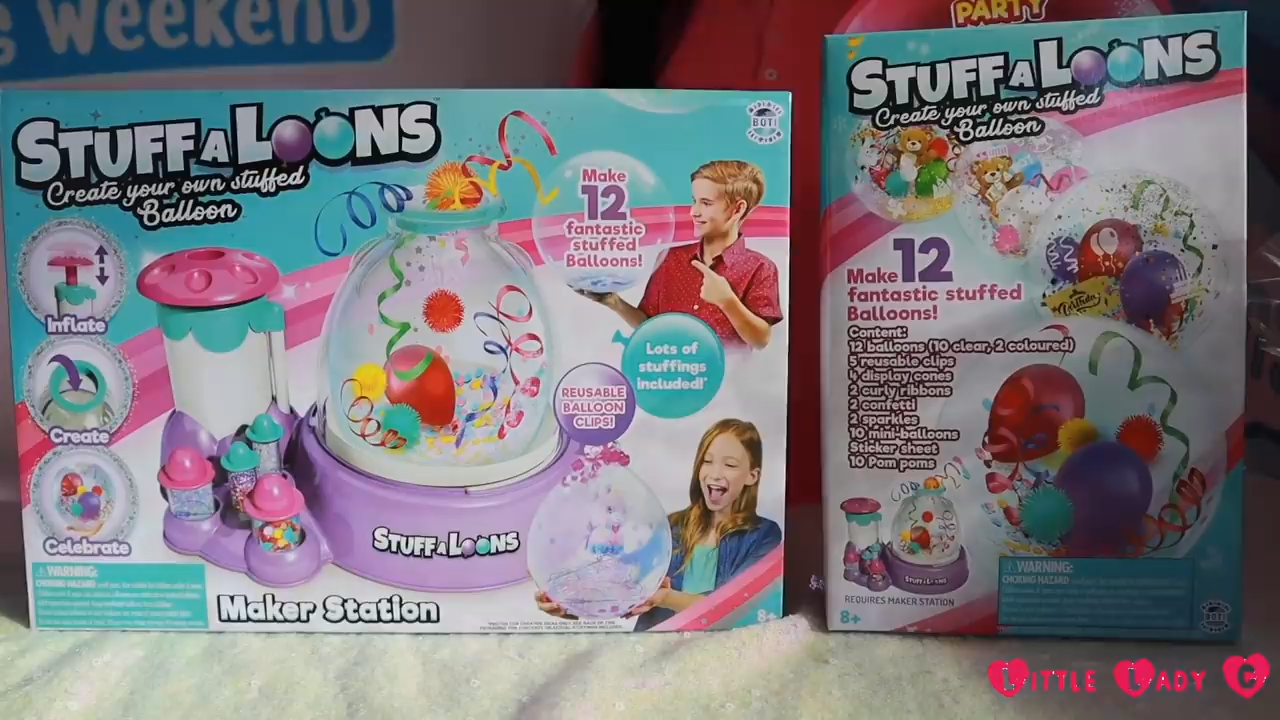 s Weekend
PARTY
STUFF A LOONS
Create your own stuffed
Balloon
BOTI
Make
12
fantastic
stuffed
Balloons!
Inflate
Create
Celebrate
Lots of
stuffings
included!*
REUSABLE
BALLOON
CLIPS!
STUFF A LOONS
WARNING:
CHOKING HAZARD
Maker Station
8+
STUFF A LOONS
Create your own stuffed
Balloon
Make 12
fantastic stuffed
Balloons!
Content:
12 balloons (10 clear, 2 coloured)
5 reusable clips
4 display cones
2 curly ribbons
2 confetti
2 sparkles
10 mini-balloons
Sticker sheet
10 Pom poms
STUFF A LOONS
REQUIRES MAKER STATION
8+
WARNING:
CHOKING HAZARD
BOTI
Little Lady C